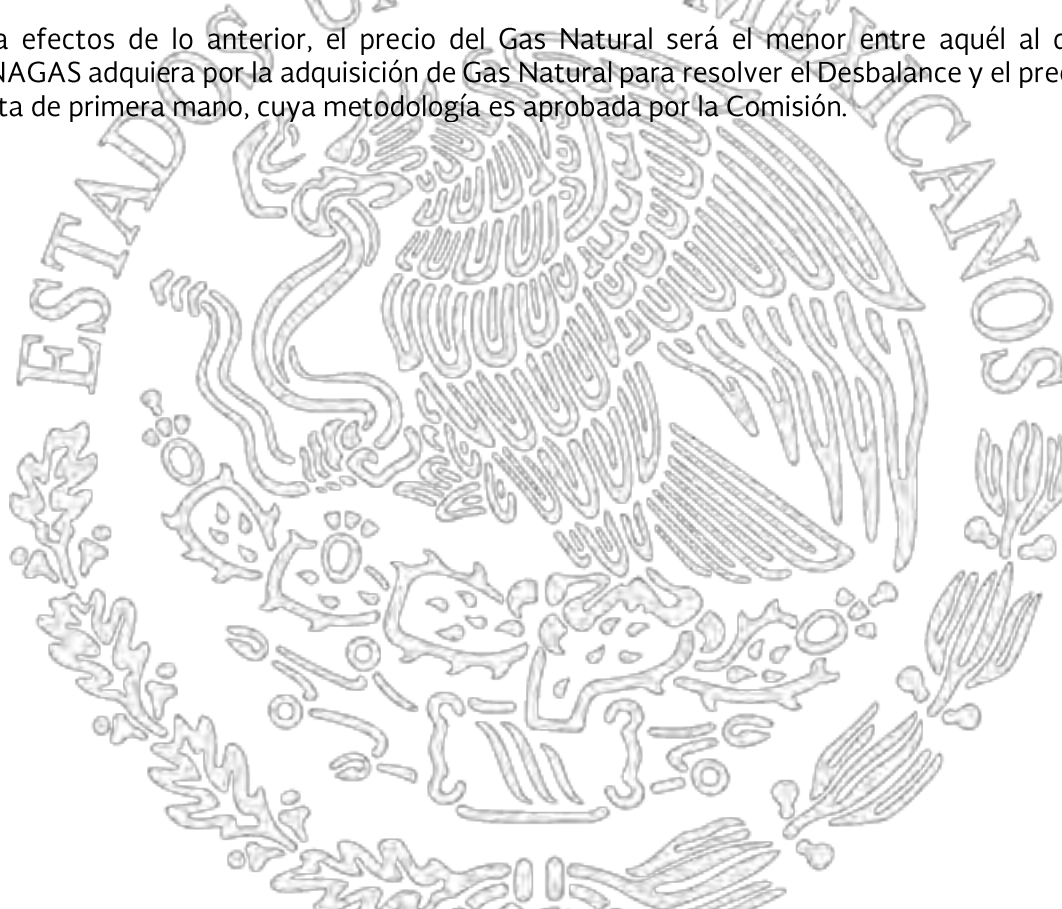 a efectos de lo anterior, el precio del Gas Natural será el menor entre aquél al
NAGAS adquiera por la adquisición de Gas Natural para resolver el Desbalance y el
ta de primera mano, cuya metodología es aprobada por la Comisión.
ESTADOS
MEXICANOS